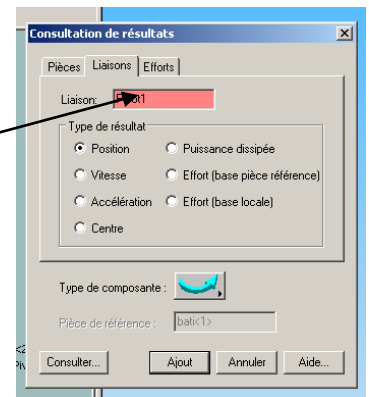 Consultation de résultats
Pièces Liaisons Efforts
Liaison:
Type de résultat
Position Puissance dissipée
Vitesse Effort (base pièce référence)
Accélération Effort (base locale)
Centre
Type de composante :
Pièce de référence : bati<1>
Consulter... Ajout Annuler Aide...